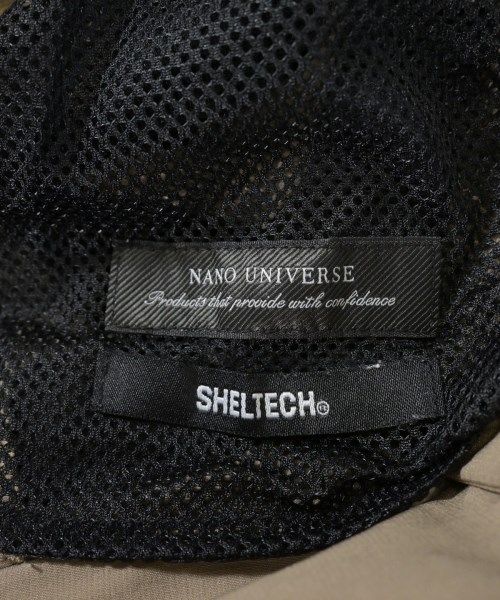 NANO UNIVERSE
Products that provide with confidence
SHELTECH